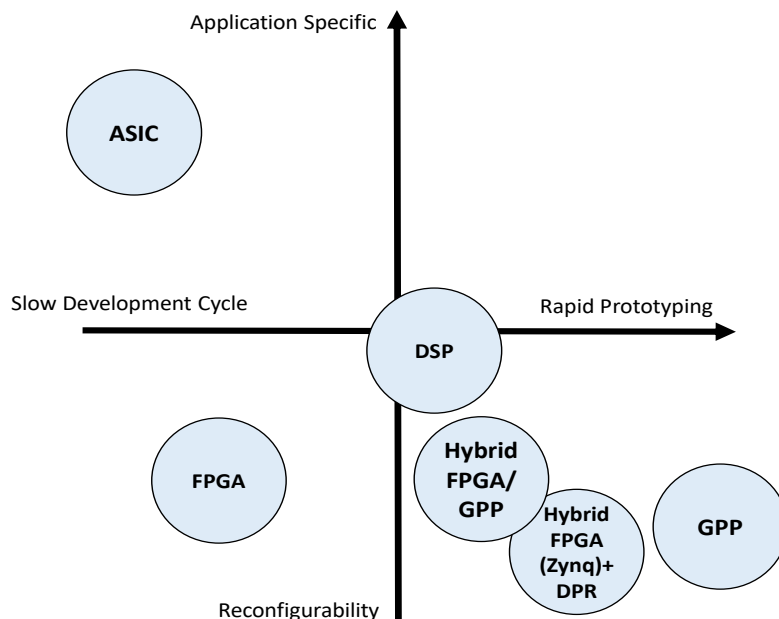 Application Specific
ASIC
Slow Development Cycle
Rapid Prototyping
DSP
FPGA
Hybrid
FPGA/
GPP
Hybrid
FPGA
(Zynq)+
DPR
GPP
Reconfigurability